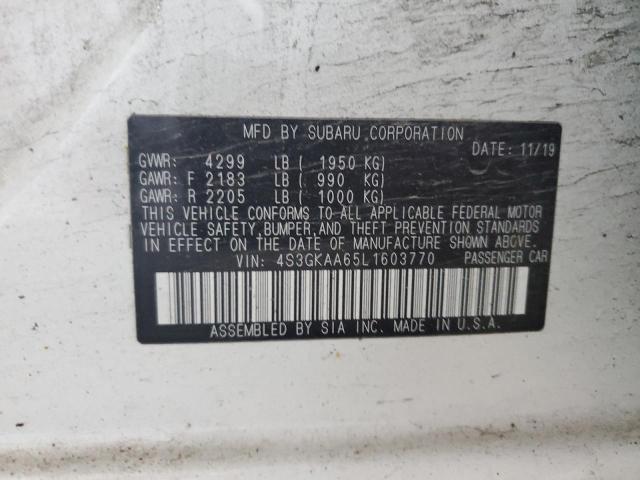 MFD BY SUBARU CORPORATION
DATE: 11/19
GVWR: 4299 LB ( 1950 KG)
GAWR: F 2183 LB ( 990 KG)
GAWR: R 2205 LB ( 1000 KG)
THIS VEHICLE CONFORMS TO ALL APPLICABLE FEDERAL MOTOR
VEHICLE SAFETY, BUMPER, AND THEFT PREVENTION STANDARDS
IN EFFECT ON THE DATE OF MANUFACTURE SHOWN ABOVE.
VIN: 4S3GKAA65L1603770 PASSENGER CAR
ASSEMBLED BY SIA INC. MADE IN U.S.A.